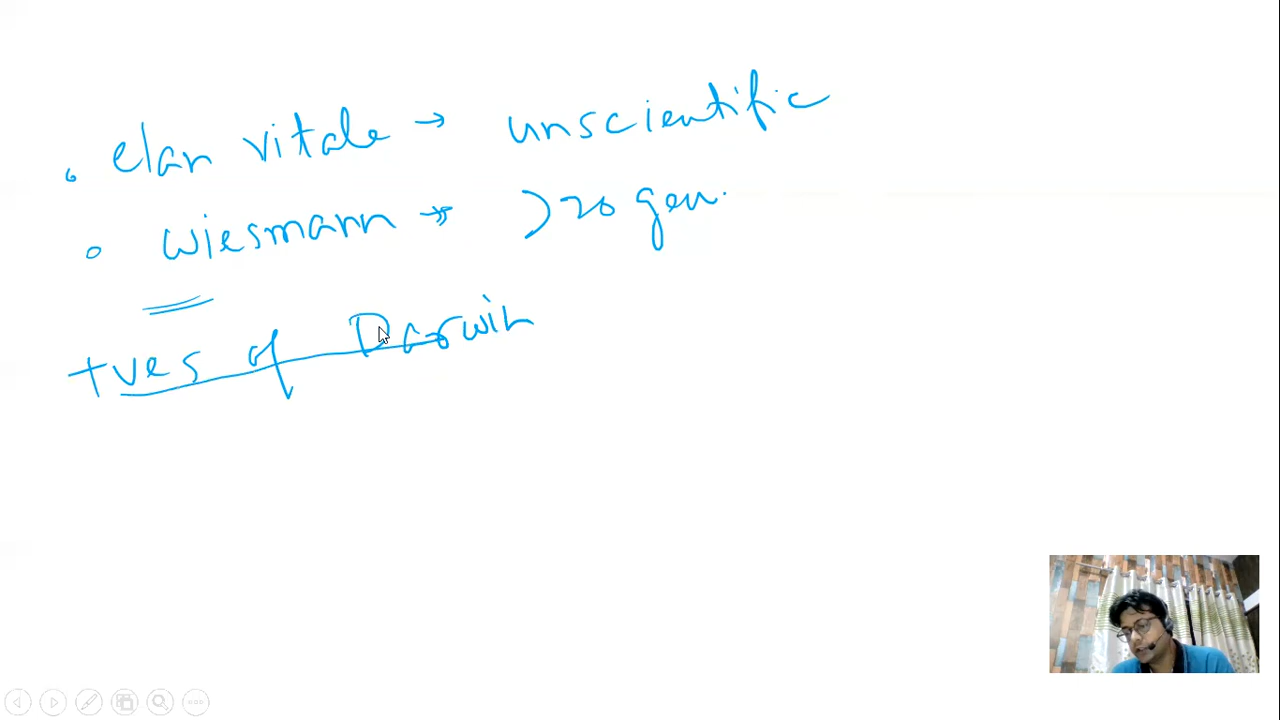 • elan vitale → unscientific
• wiesmann → >20 gen.
+ves of Darwin